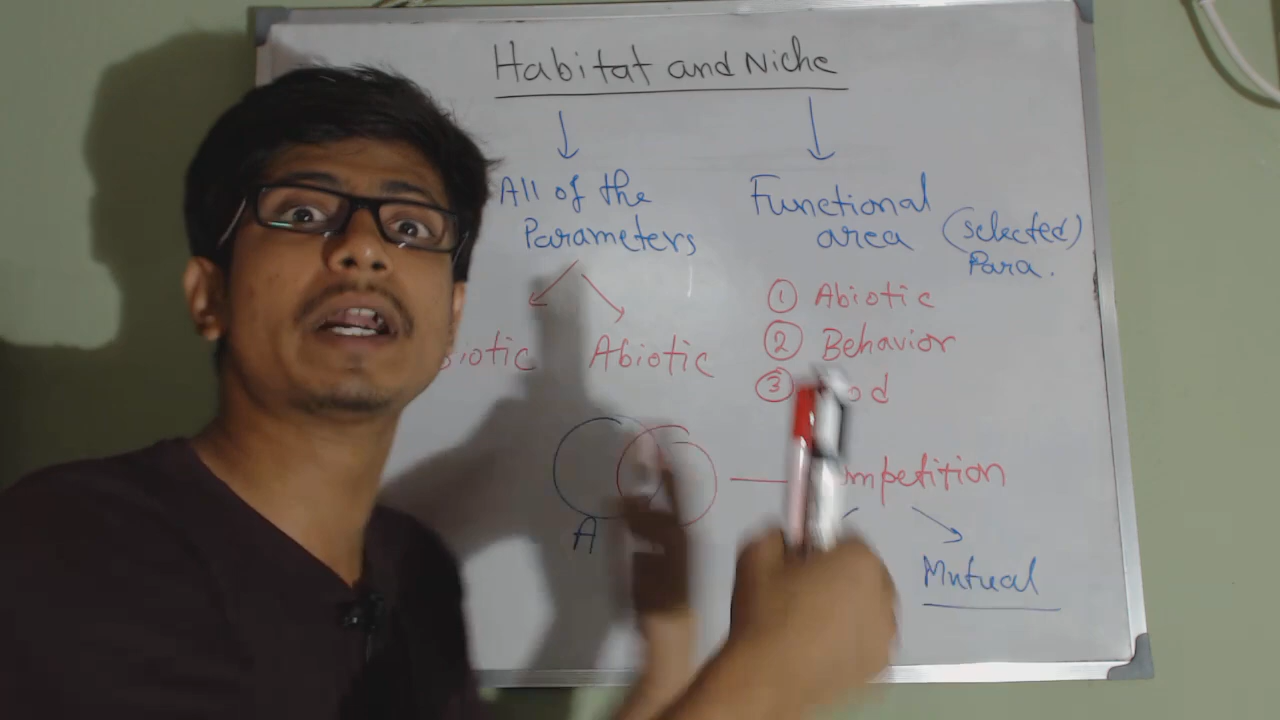 Habitat and Niche
All of the
Parameters
Abiotic
Functional
area
(selected)
Para.
① Abiotic
② Behavior
③
A
Mutual